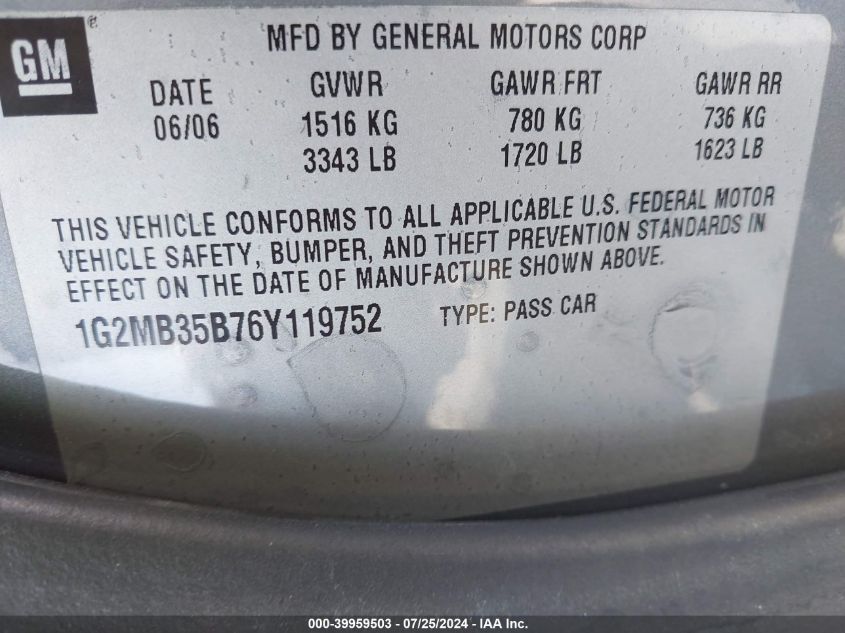 GM®
MFD BY GENERAL MOTORS CORP
DATE GVWR GAWR FRT GAWR RR
06/06 1516 KG 780 KG 736 KG
3343 LB 1720 LB 1623 LB
THIS VEHICLE CONFORMS TO ALL APPLICABLE U.S. FEDERAL MOTOR
VEHICLE SAFETY, BUMPER, AND THEFT PREVENTION STANDARDS IN
EFFECT ON THE DATE OF MANUFACTURE SHOWN ABOVE.
1G2MB35B76Y119752 TYPE: PASS CAR
000-39959503 - 07/25/2024 - IAA Inc.